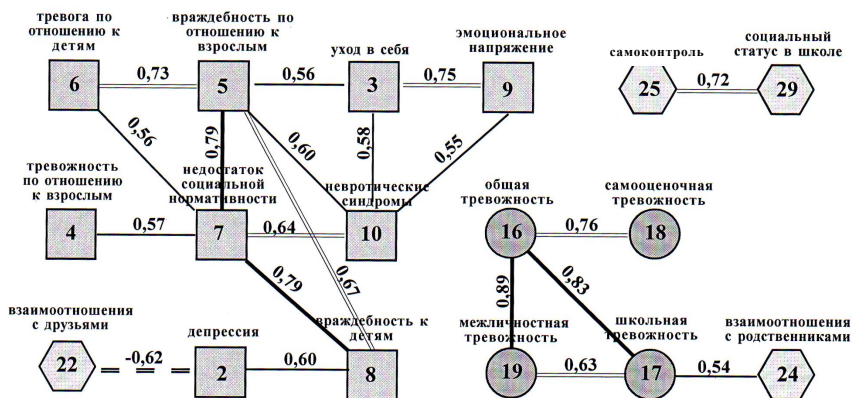 тревога по
отношению к
детям
враждебность по
отношению к
взрослым
уход в себя
эмоциональное
напряжение
самоконтроль
социальный
статус в школе
6
0,73
5
0,56
3
0,75
9
25
0,72
29
0,56
0,79
0,60
0,58
0,55
тревожность
по отношению
к взрослым
недостаток
социальной
нормативности
невротические
синдромы
общая
тревожность
самооценочная
тревожность
4
0,57
7
0,64
10
16
0,76
18
0,79
0,67
0,89
0,83
взаимоотношения
с друзьями
депрессия
враждебность к
детям
межличностная
тревожность
школьная
тревожность
взаимоотношения
с родственниками
22
-0,62
2
0,60
8
19
0,63
17
0,54
24